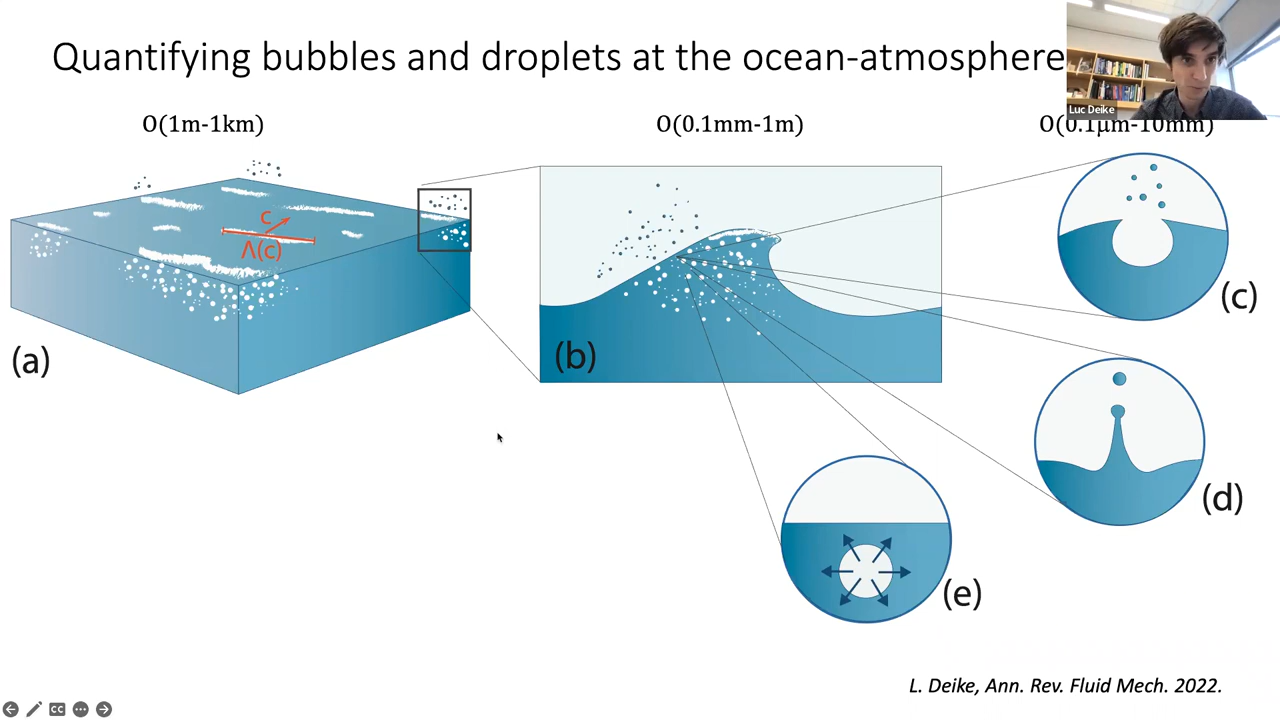 Quantifying bubbles and droplets at the ocean-atmosphere
Luc Deike
O(1m-1km)
O(0.1mm-1m)
O(0.1μm-10mm)
c
Λ(c)
(a)
(b)
(c)
(d)
(e)
L. Deike, Ann. Rev. Fluid Mech. 2022.
CC